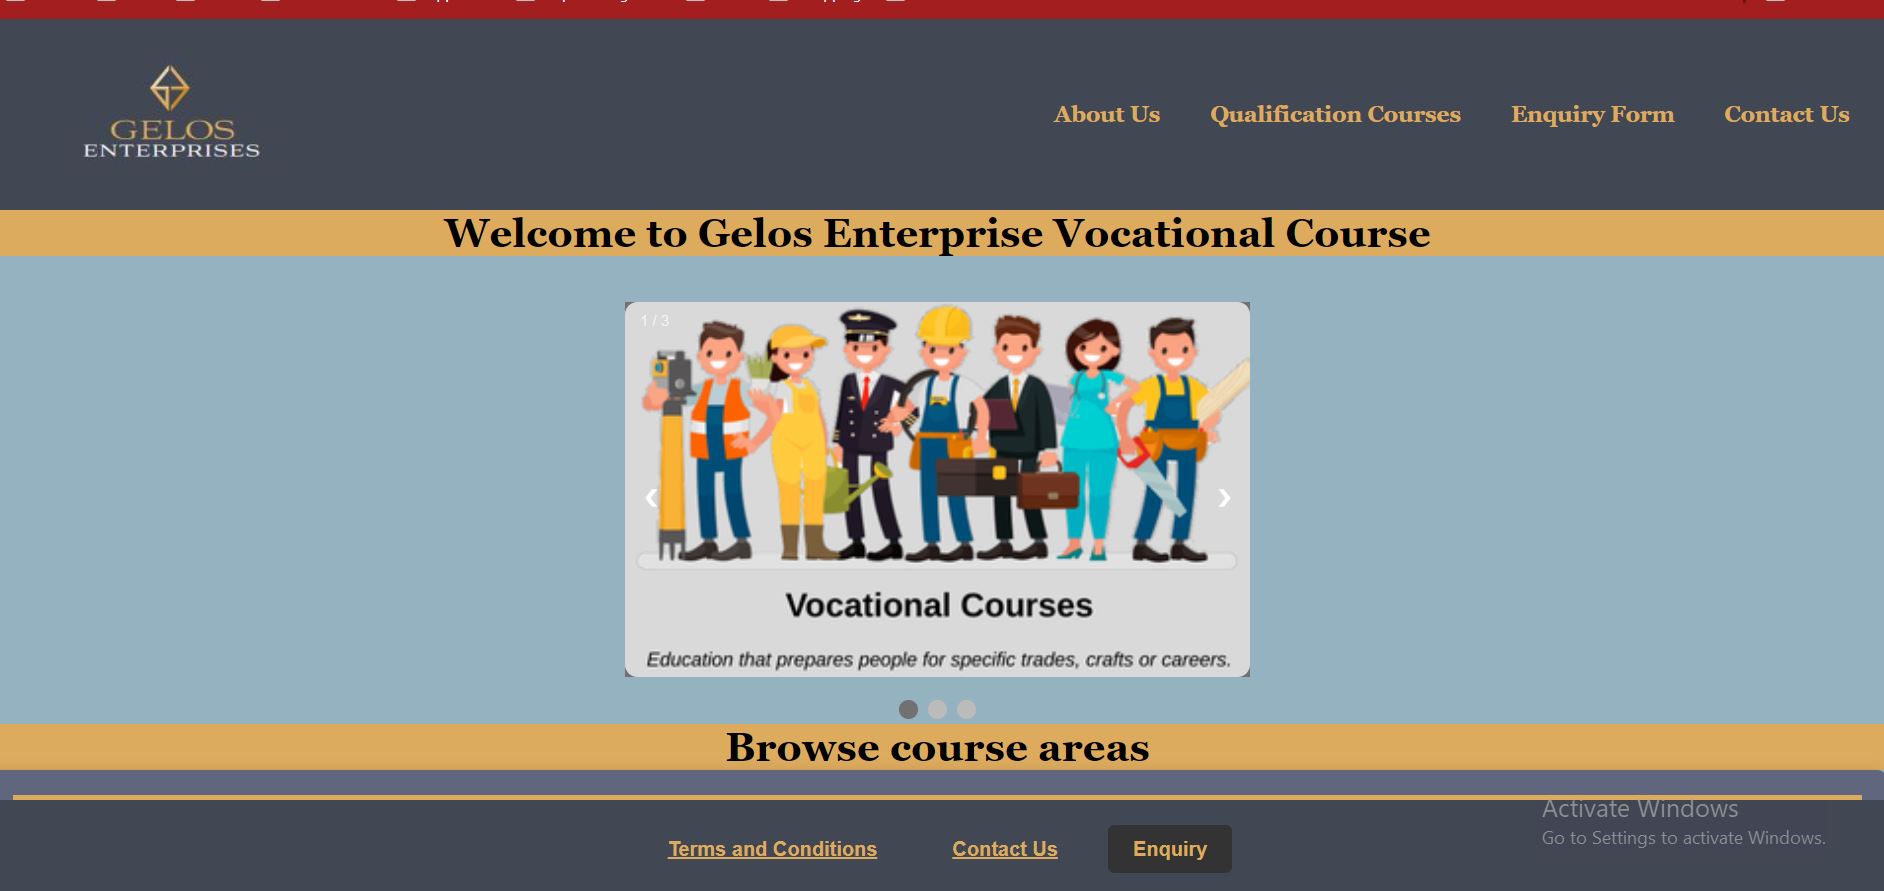 GELOS
ENTERPRISES
About Us Qualification Courses Enquiry Form Contact Us
Welcome to Gelos Enterprise Vocational Course
1 / 3
❮ ❯
Vocational Courses
Education that prepares people for specific trades, crafts or careers.
Browse course areas
Activate Windows
Go to Settings to activate Windows.
Terms and Conditions Contact Us Enquiry